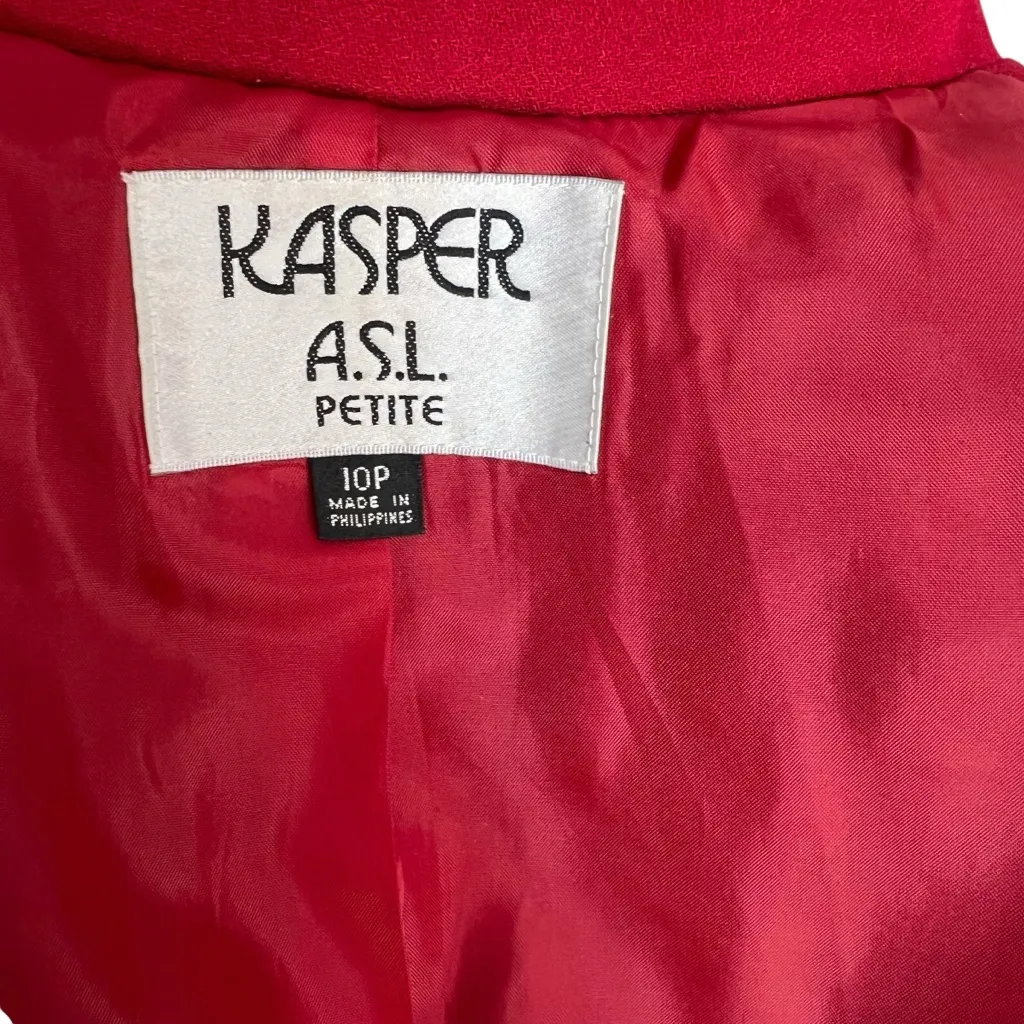 KASPER
A.S.L.
PETITE
10P
MADE IN
PHILIPPINES